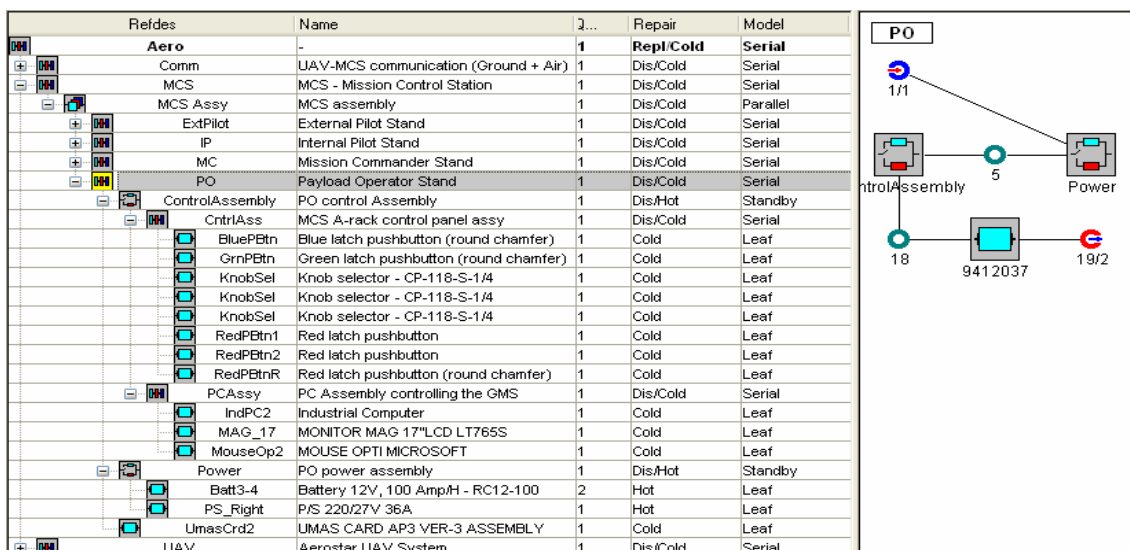 Refdes Name Q... Repair Model
Aero - 1 Repl/Cold Serial
Comm UAV-MCS communication (Ground + Air) 1 Dis/Cold Serial
MCS MCS - Mission Control Station 1 Dis/Cold Serial
MCS Assy MCS assembly 1 Dis/Cold Parallel
ExtPilot External Pilot Stand 1 Dis/Cold Serial
IP Internal Pilot Stand 1 Dis/Cold Serial
MC Mission Commander Stand 1 Dis/Cold Serial
PO Payload Operator Stand 1 Dis/Cold Serial
ControlAssembly PO control Assembly 1 Dis/Hot Standby
CntrlAss MCS A-rack control panel assy 1 Dis/Cold Serial
BluePBtn Blue latch pushbutton (round chamfer) 1 Cold Leaf
GrnPBtn Green latch pushbutton (round chamfer) 1 Cold Leaf
KnobSel Knob selector - CP-118-S-1/4 1 Cold Leaf
KnobSel Knob selector - CP-118-S-1/4 1 Cold Leaf
KnobSel Knob selector - CP-118-S-1/4 1 Cold Leaf
RedPBtn1 Red latch pushbutton 1 Cold Leaf
RedPBtn2 Red latch pushbutton 1 Cold Leaf
RedPBtnR Red latch pushbutton (round chamfer) 1 Cold Leaf
PCAssy PC Assembly controlling the GMS 1 Dis/Cold Serial
IndPC2 Industrial Computer 1 Cold Leaf
MAG_17 MONITOR MAG 17"LCD LT765S 1 Cold Leaf
MouseOp2 MOUSE OPTI MICROSOFT 1 Cold Leaf
Power PO power assembly 1 Dis/Hot Standby
Batt3-4 Battery 12V, 100 Amp/H - RC12-100 2 Hot Leaf
PS_Right P/S 220/27V 36A 1 Hot Leaf
UmasCrd2 UMAS CARD AP3 VER-3 ASSEMBLY 1 Cold Leaf
UAV Aerostar UAV System 1 Dis/Cold Serial
PO
1/1
ntrolAssembly 5 Power
18 9412037 19/2